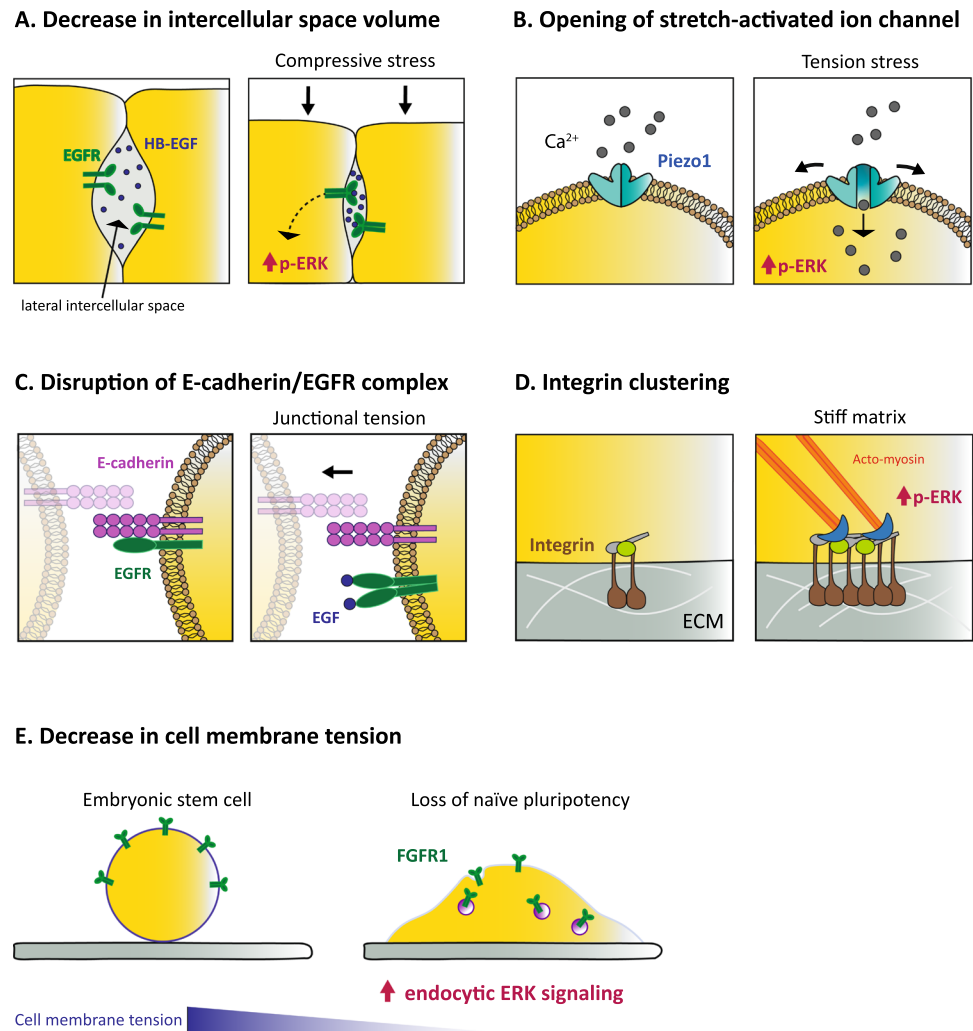 A. Decrease in intercellular space volume
Compressive stress
EGFR
HB-EGF
p-ERK
lateral intercellular space
B. Opening of stretch-activated ion channel
Tension stress
Ca²⁺
Piezo1
p-ERK
C. Disruption of E-cadherin/EGFR complex
Junctional tension
E-cadherin
EGFR
EGF
D. Integrin clustering
Stiff matrix
Acto-myosin
p-ERK
Integrin
ECM
E. Decrease in cell membrane tension
Embryonic stem cell
Loss of naïve pluripotency
FGFR1
endocytic ERK signaling
Cell membrane tension